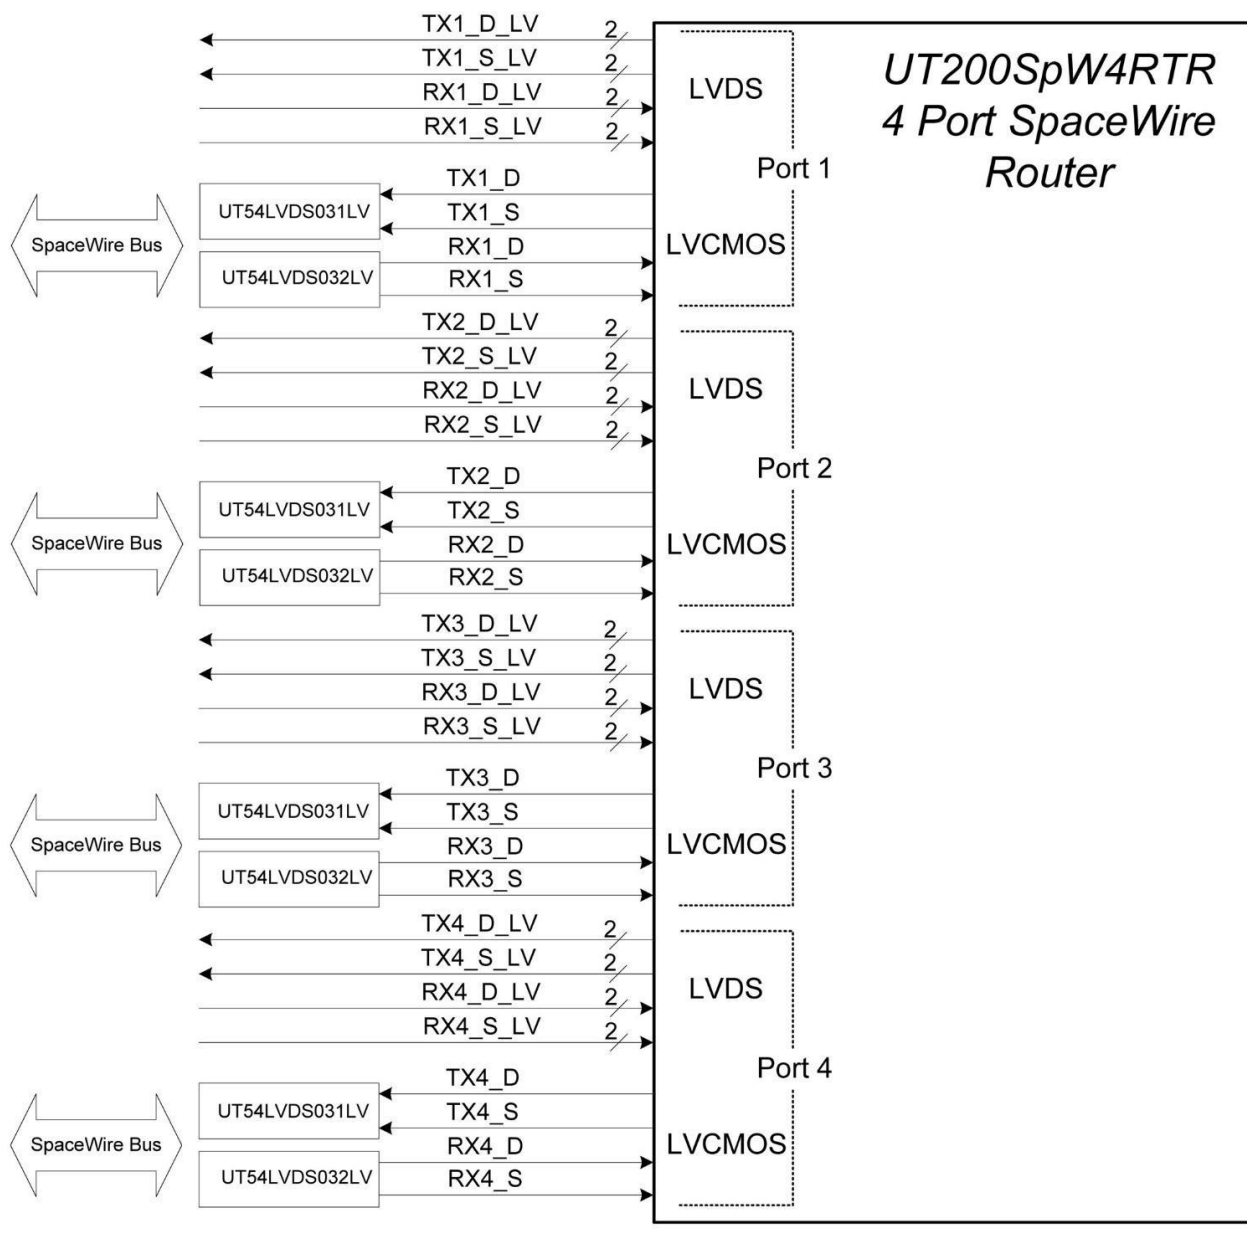 TX1_D_LV
2
TX1_S_LV
2
RX1_D_LV
2
RX1_S_LV
2
LVDS
UT200SpW4RTR
4 Port SpaceWire
Router
Port 1
TX1_D
UT54LVDS031LV
TX1_S
SpaceWire Bus
RX1_D
LVCMOS
UT54LVDS032LV
RX1_S
TX2_D_LV
2
TX2_S_LV
2
RX2_D_LV
2
RX2_S_LV
2
LVDS
Port 2
TX2_D
UT54LVDS031LV
TX2_S
SpaceWire Bus
RX2_D
LVCMOS
UT54LVDS032LV
RX2_S
TX3_D_LV
2
TX3_S_LV
2
RX3_D_LV
2
RX3_S_LV
2
LVDS
Port 3
TX3_D
UT54LVDS031LV
TX3_S
SpaceWire Bus
RX3_D
LVCMOS
UT54LVDS032LV
RX3_S
TX4_D_LV
2
TX4_S_LV
2
RX4_D_LV
2
RX4_S_LV
2
LVDS
Port 4
TX4_D
UT54LVDS031LV
TX4_S
SpaceWire Bus
RX4_D
LVCMOS
UT54LVDS032LV
RX4_S